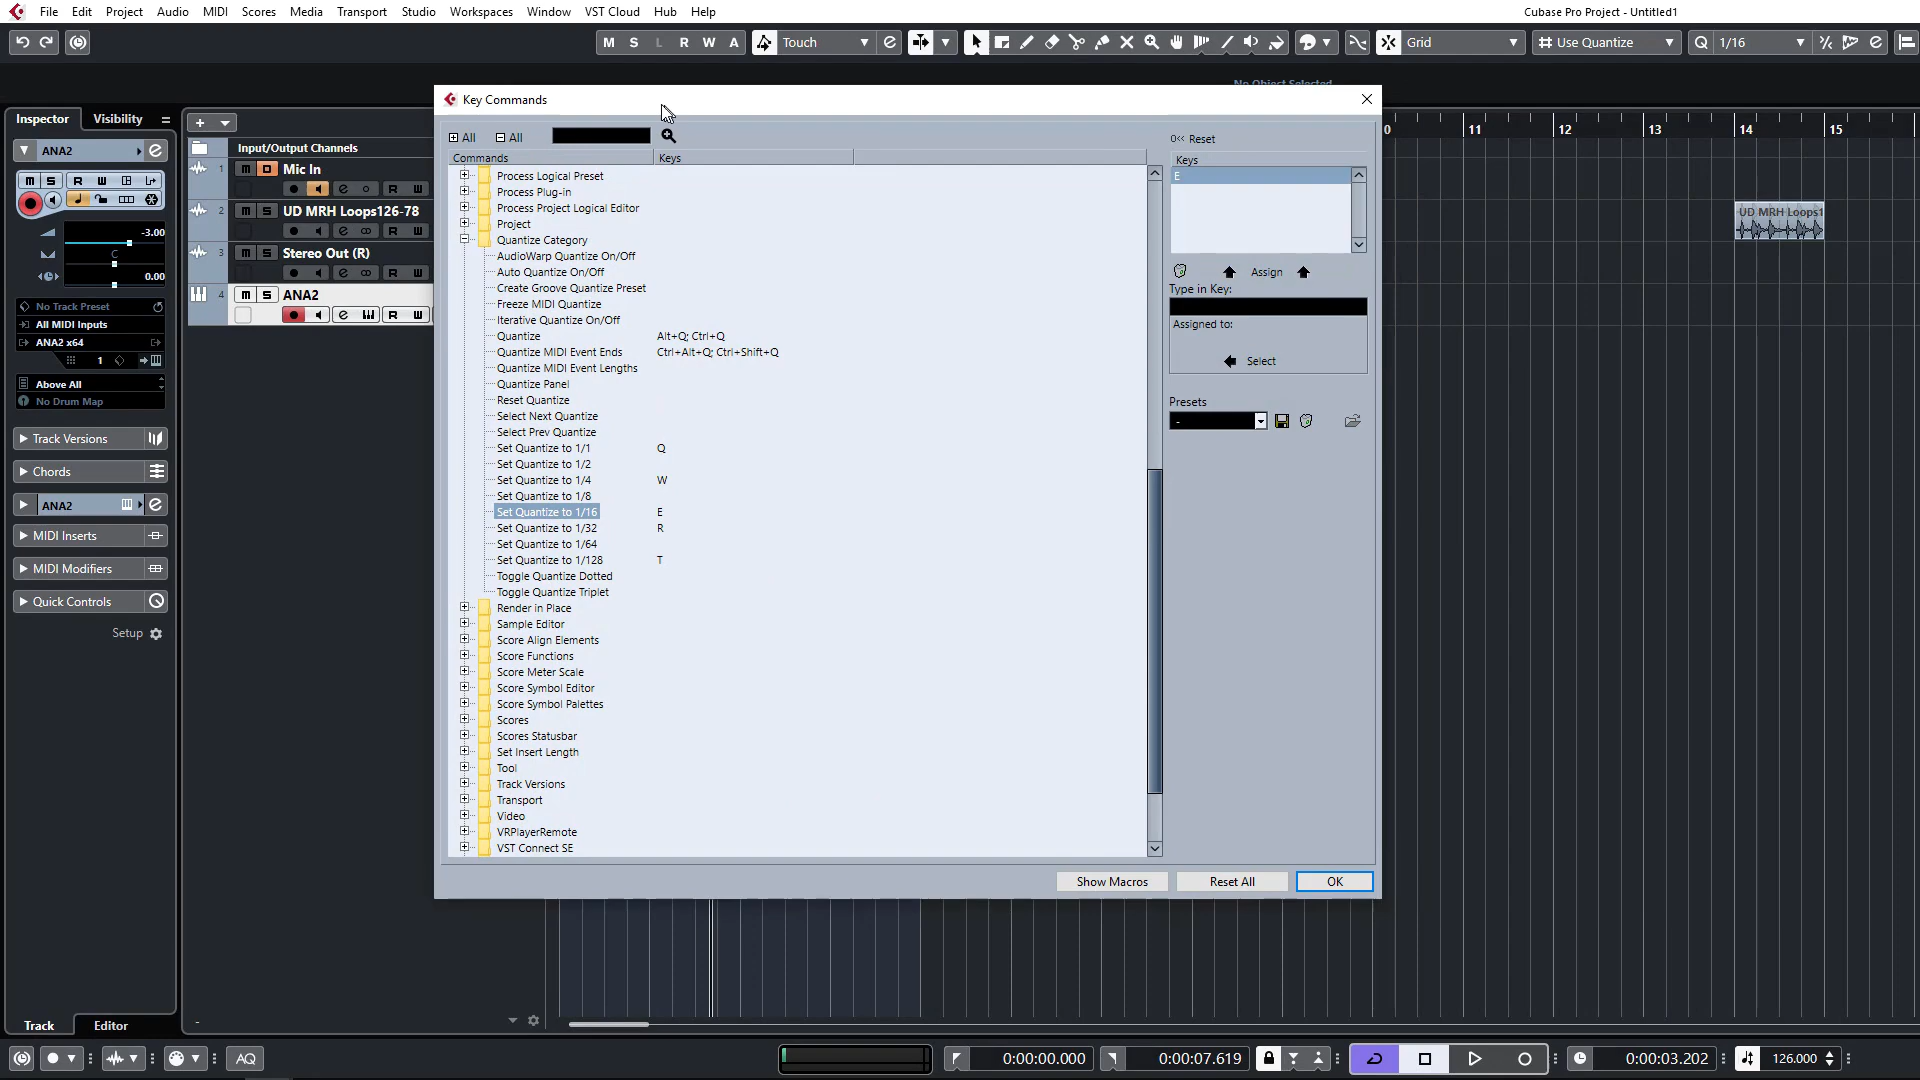 File Edit Project Audio MIDI Scores Media Transport Studio Workspaces Window VST Cloud Hub Help
Cubase Pro Project - Untitled1
M S L R W A Touch
Grid
Use Quantize
Q 1/16
No Object Selected
Key Commands
All All
Reset
Commands Keys
Process Logical Preset
Process Plug-in
Process Project Logical Editor
Project
Quantize Category
AudioWarp Quantize On/Off
Auto Quantize On/Off
Create Groove Quantize Preset
Freeze MIDI Quantize
Iterative Quantize On/Off
Quantize Alt+Q; Ctrl+Q
Quantize MIDI Event Ends Ctrl+Alt+Q; Ctrl+Shift+Q
Quantize MIDI Event Lengths
Quantize Panel
Reset Quantize
Select Next Quantize
Select Prev Quantize
Set Quantize to 1/1 Q
Set Quantize to 1/2
Set Quantize to 1/4 W
Set Quantize to 1/8
Set Quantize to 1/16 E
Set Quantize to 1/32 R
Set Quantize to 1/64
Set Quantize to 1/128 T
Toggle Quantize Dotted
Toggle Quantize Triplet
Render in Place
Sample Editor
Score Align Elements
Score Functions
Score Meter Scale
Score Symbol Editor
Score Symbol Palettes
Scores
Scores Statusbar
Set Insert Length
Tool
Track Versions
Transport
Video
VRPlayerRemote
VST Connect SE
Keys
E
Assign
Type in Key:
Assigned to:
Select
Presets
-
Show Macros Reset All OK
Inspector Visibility
ANA2
M S R W
-3.00
C
0.00
No Track Preset
All MIDI Inputs
ANA2 x64
1
Above All
No Drum Map
Track Versions
Chords
ANA2
MIDI Inserts
MIDI Modifiers
Quick Controls
Setup
Track Editor
Input/Output Channels
1 Mic In
R W
2 M S UD MRH Loops126-78
R W
3 M S Stereo Out (R)
R W
4 M S ANA2
R W
0 11 12 13 14 15
UD MRH Loops1
-
AQ
0:00:00.000
0:00:07.619
0:00:03.202
126.000